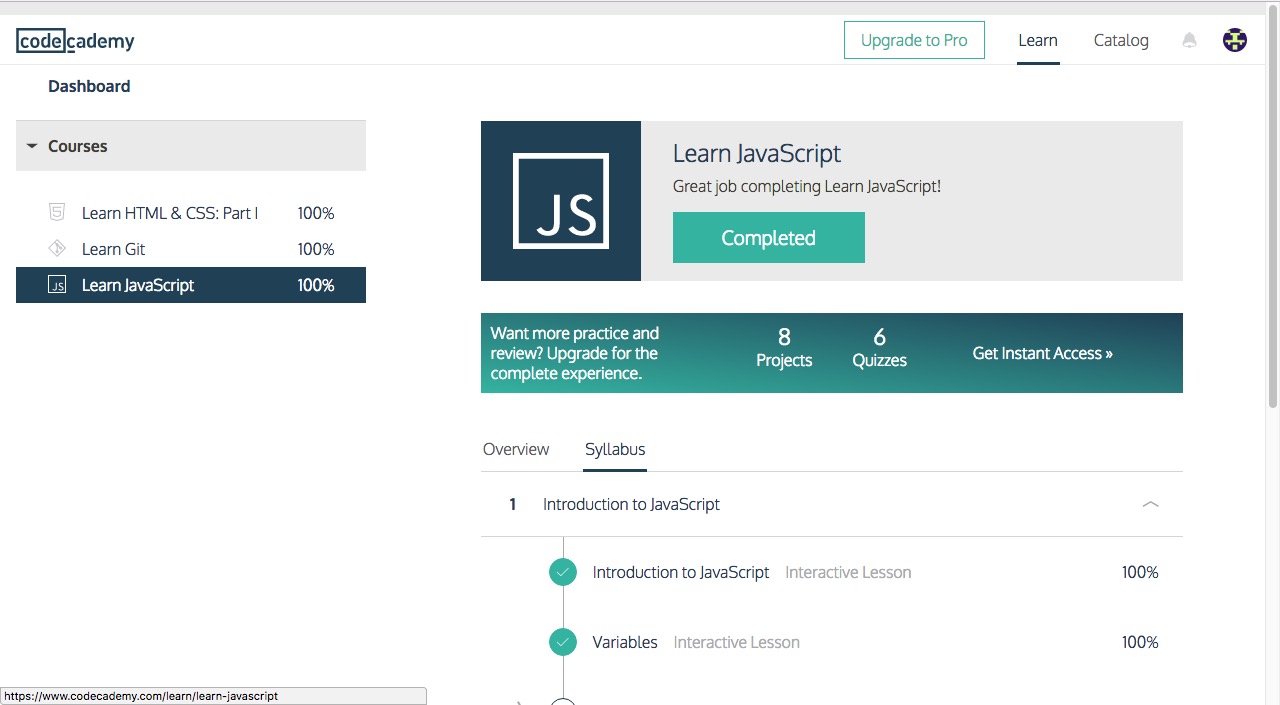 codecademy
Upgrade to Pro
Learn
Catalog
Dashboard
Courses
Learn HTML & CSS: Part I 100%
Learn Git 100%
JS Learn JavaScript 100%
JS
Learn JavaScript
Great job completing Learn JavaScript!
Completed
Want more practice and
review? Upgrade for the
complete experience.
8
Projects
6
Quizzes
Get Instant Access »
Overview
Syllabus
1 Introduction to JavaScript
Introduction to JavaScript Interactive Lesson 100%
Variables Interactive Lesson 100%
https://www.codecademy.com/learn/learn-javascript